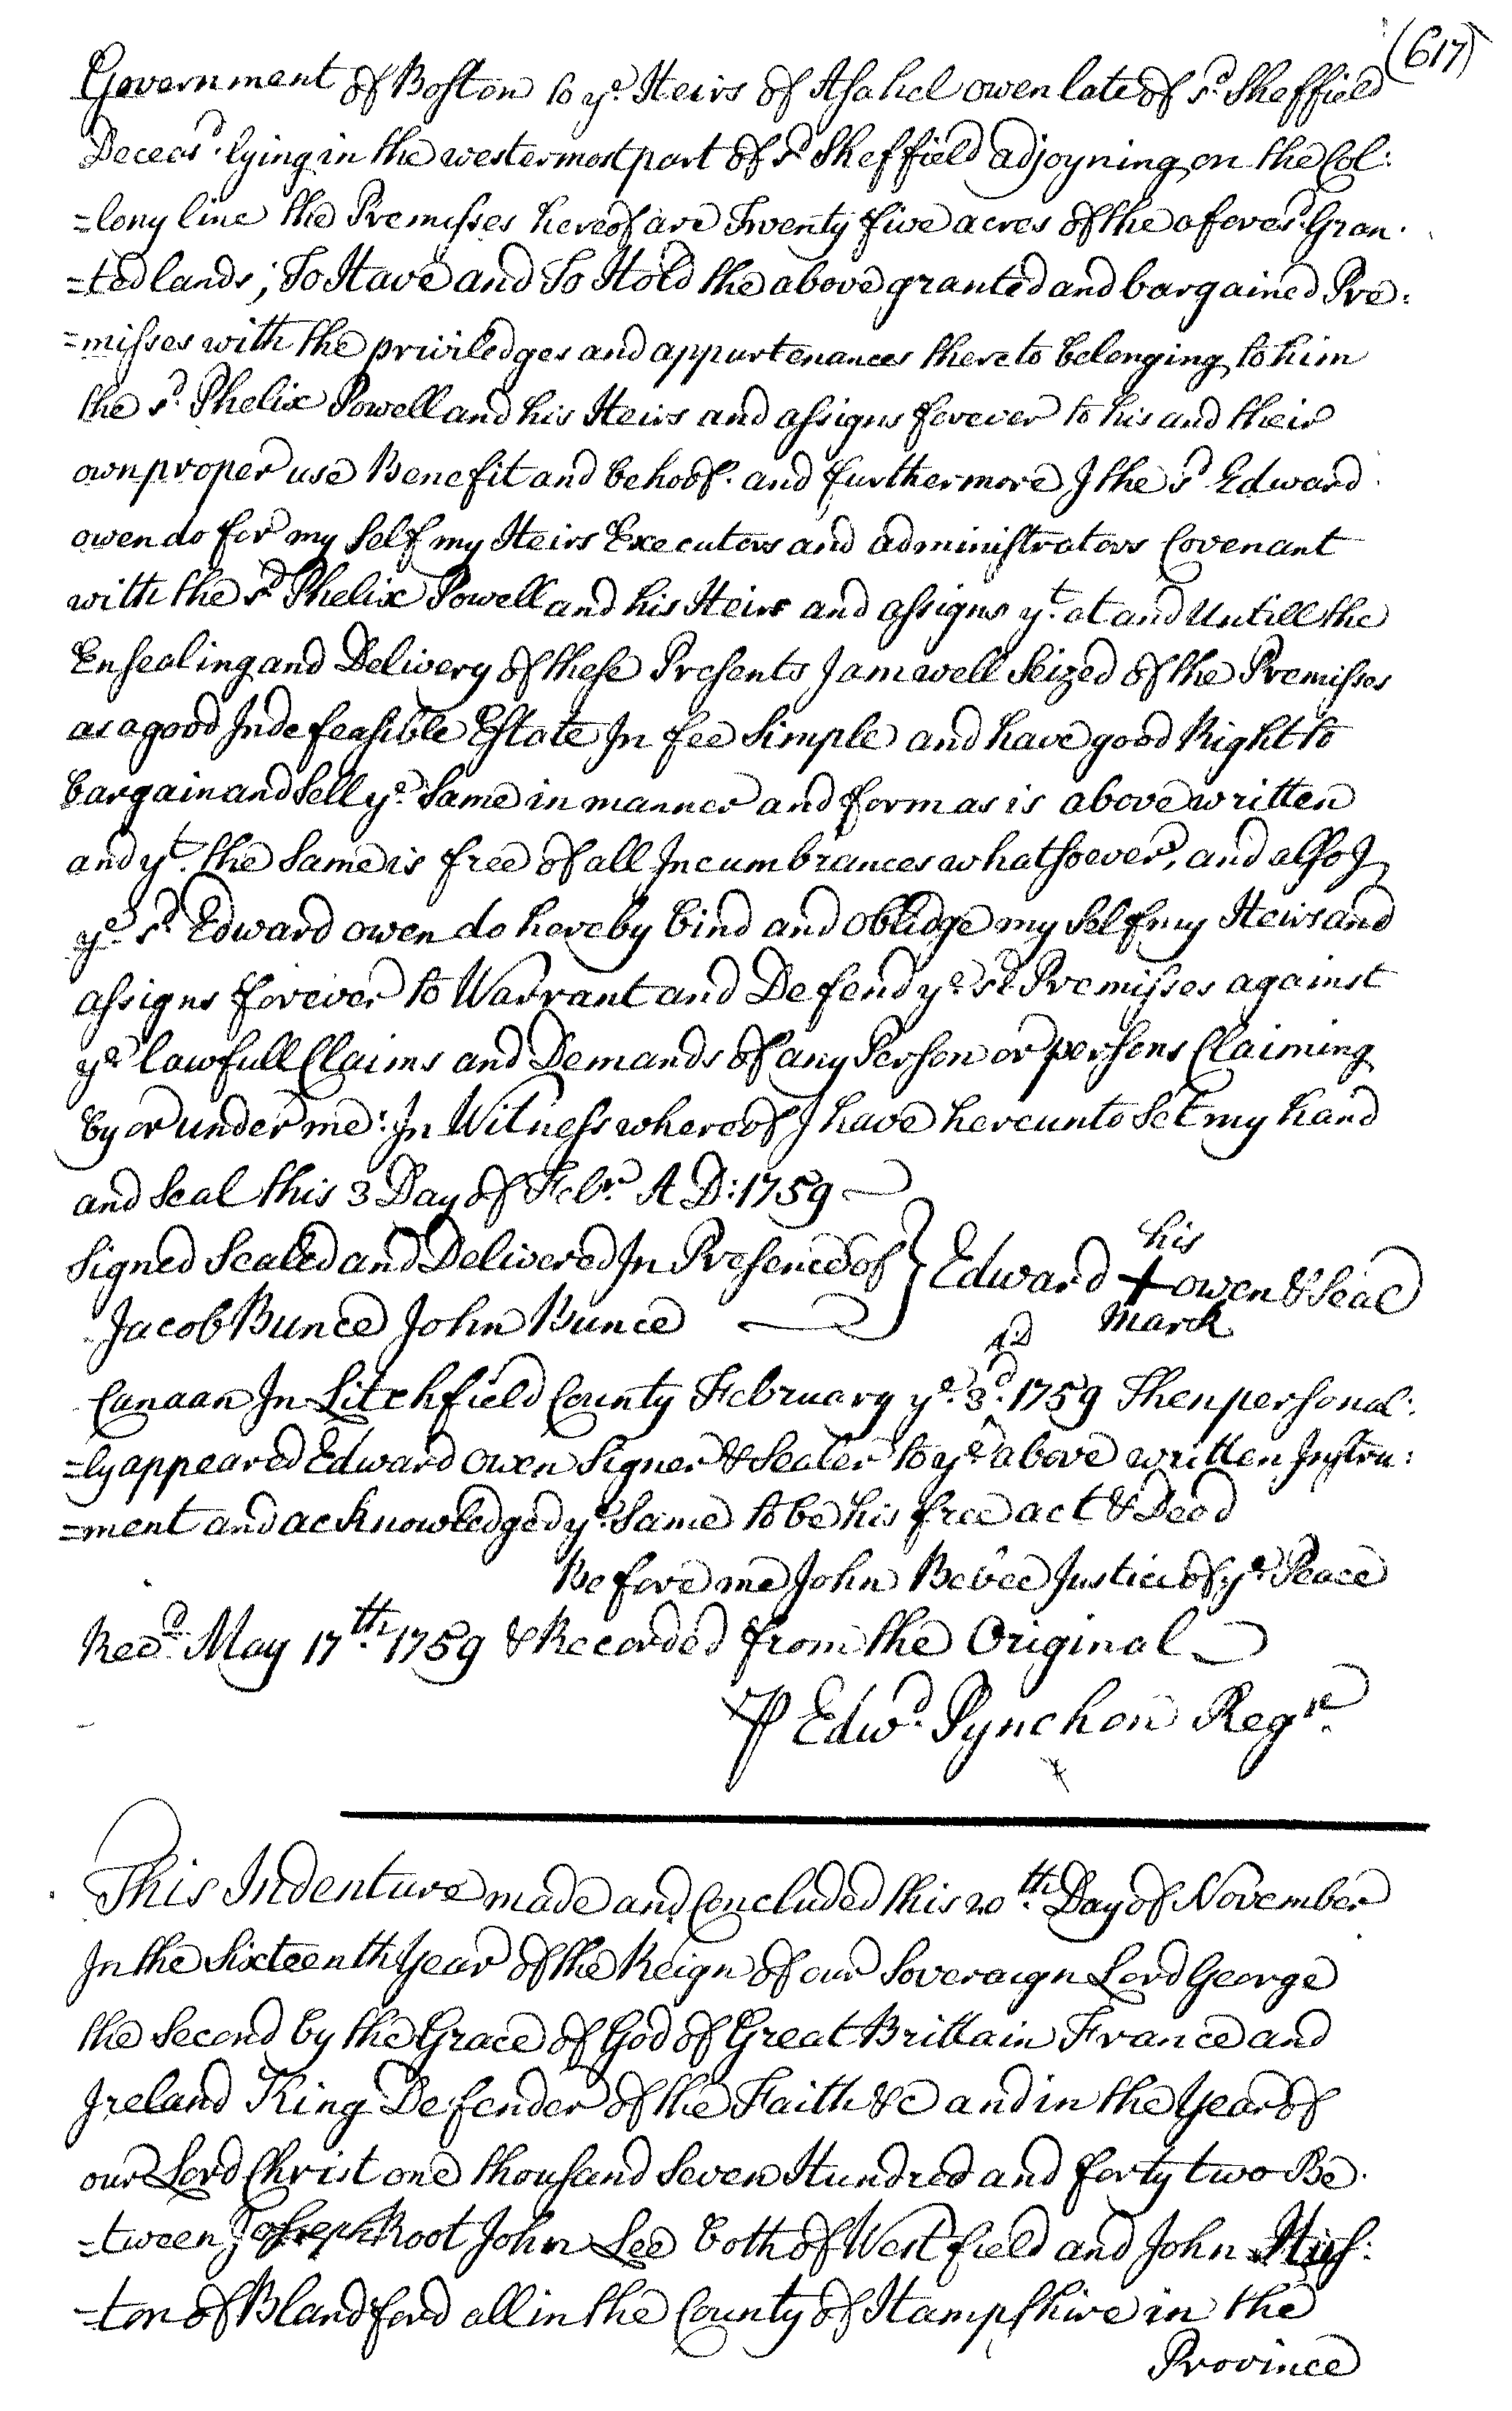 (617)
Government of Boston to ye. Heirs of Asahel owen late of sd. Sheffield
Deceasd. lying in the westermost part of sd Sheffield adjoyning on the Col:
=lony line the Premisses hereof are Twenty five acres of the aforesd. Gran
=ted lands; To Have and To Hold the above granted and bargained Pre:
=misses with the priviledges and appurtenances thereto belonging to him
the sd. Phelix Powell and his Heirs and assigns forever to his and their
own proper use Benefit and behoof. and furthermore I the sd Edward
owen do for my self my Heirs Executors and administrators Covenant
with the sd. Phelix Powell and his Heirs and assigns yt. at and Untill the
Ensealing and Delivery of these Presents I am well seized of the Premisses
as a good Indefeasible Estate In fee simple and have good Right to
bargain and sell ye. same in manner and form as is above written
and yt. the same is free of all Incumbrances whatsoever, and also I
ye. sd. Edward owen do hereby bind and oblidge my self my Heirs and
assigns forever to Warrant and Defend ye. sd. Premisses against
ye lawfull Claims and Demands of any Person or persons Claiming
by or under me: In Witness whereof I have hereunto set my hand
and seal this 3 Day of Febr. A D: 1759
Signed Sealed and Delivered In Presence of } Edward his + mark owen & Seal
Jacob Bunce John Bunce
Canaan In Litchfield County February ye. 3d. 1759 Then personal:
=ly appeared Edward owen Signer & Sealer to ye above written Instru:
=ment and acknowledged ye. same to be his free act & Deed
Before me John Bebee Justice of ye Peace
Recd. May 17th. 1759 & Recorded from the Original
P Edwd. Pynchon Regr.
This Indenture made and Concluded this 20th. Day of November
In the Sixteenth Year of the Reign of our Soveraign Lord George
the Second by the Grace of God of Great Brittain France and
Ireland King Defender of the Faith &c and in the Year of
our Lord Christ one thousand seven Hundred and forty two Be
=tween Joseph Root John Lee both of Westfield and John Hus:
=ton of Blandford all in the County of Hampshire in the
Province